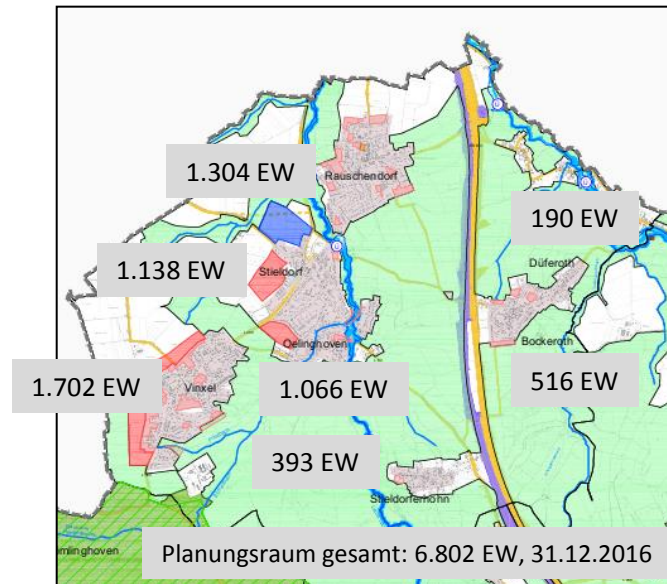 Rauschendorf
1.304 EW
190 EW
Düferoth
1.138 EW
Stieldorf
Oelinghoven
Bockeroth
1.702 EW
Vinxel
1.066 EW
516 EW
393 EW
Stieldorferhohn
mlinghoven
Planungsraum gesamt: 6.802 EW, 31.12.2016